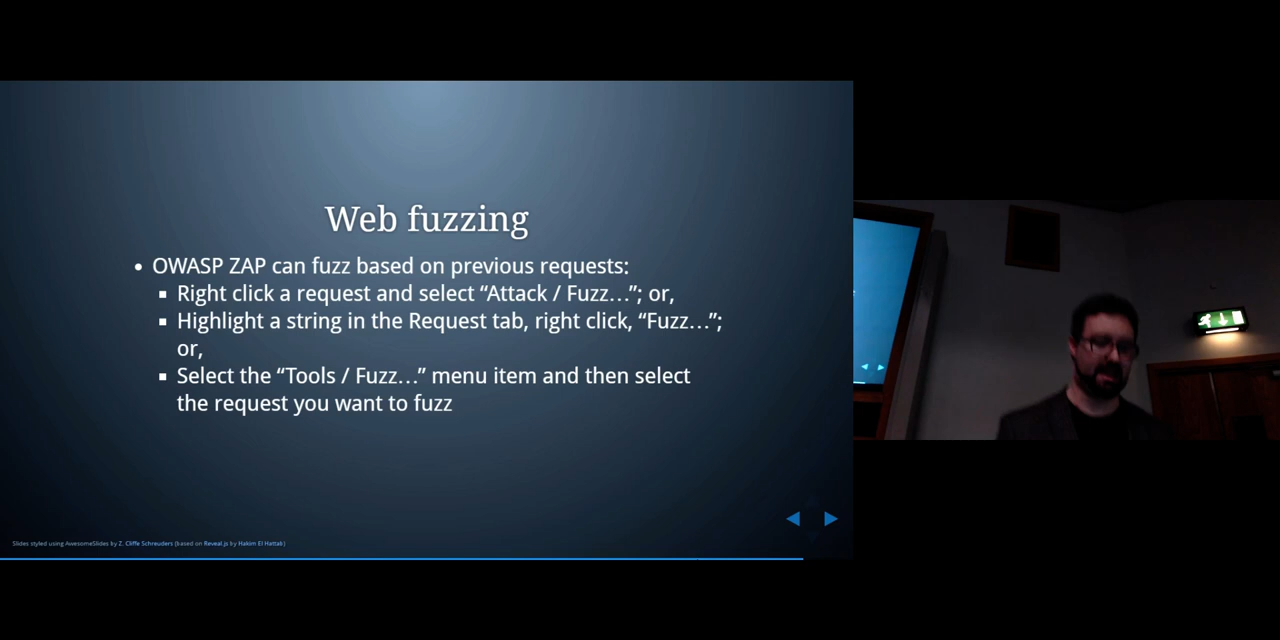 Web fuzzing
• OWASP ZAP can fuzz based on previous requests:
▪ Right click a request and select “Attack / Fuzz…”; or,
▪ Highlight a string in the Request tab, right click, “Fuzz…”;
or,
▪ Select the “Tools / Fuzz…” menu item and then select
the request you want to fuzz
Slides styled using AwesomeSlides by Z. Cliffe Schreuders (based on Reveal.js by Hakim El Hattab)